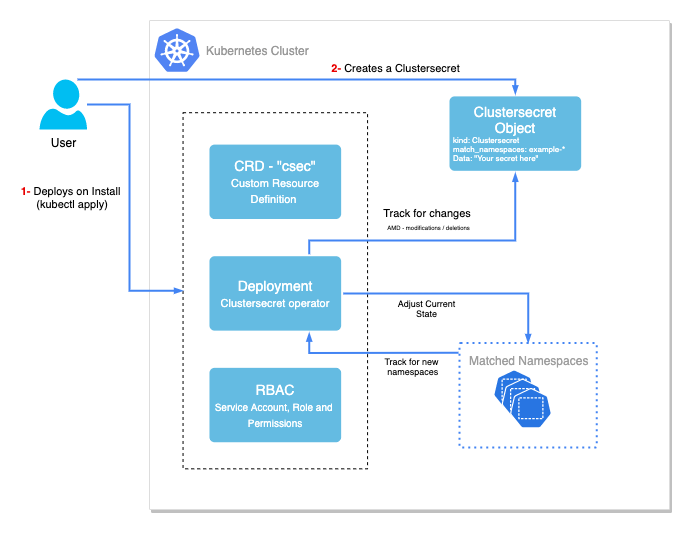 Kubernetes Cluster
2- Creates a Clustersecret
User
1- Deploys on Install
(kubectl apply)
Clustersecret
Object
kind: Clustersecret
match_namespaces: example-*
Data: "Your secret here"
CRD - "csec"
Custom Resource
Definition
Track for changes
AMD - modifications / deletions
Deployment
Clustersecret operator
Adjust Current
State
Track for new
namespaces
Matched Namespaces
RBAC
Service Account, Role and
Permissions